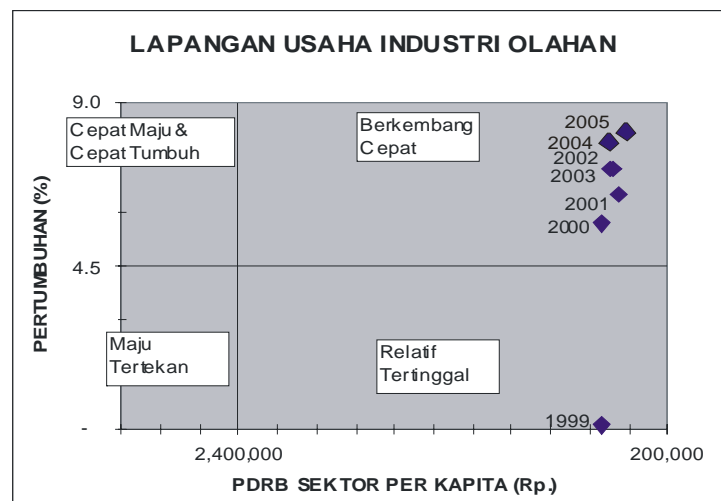 LAPANGAN USAHA INDUSTRI OLAHAN
9.0
Cepat Maju &
Cepat Tumbuh
Berkembang
Cepat
2005
2004
2002
2003
2001
2000
PERTUMBUHAN (%)
4.5
Maju
Tertekan
Relatif
Tertinggal
1999
-
2,400,000
200,000
PDRB SEKTOR PER KAPITA (Rp.)